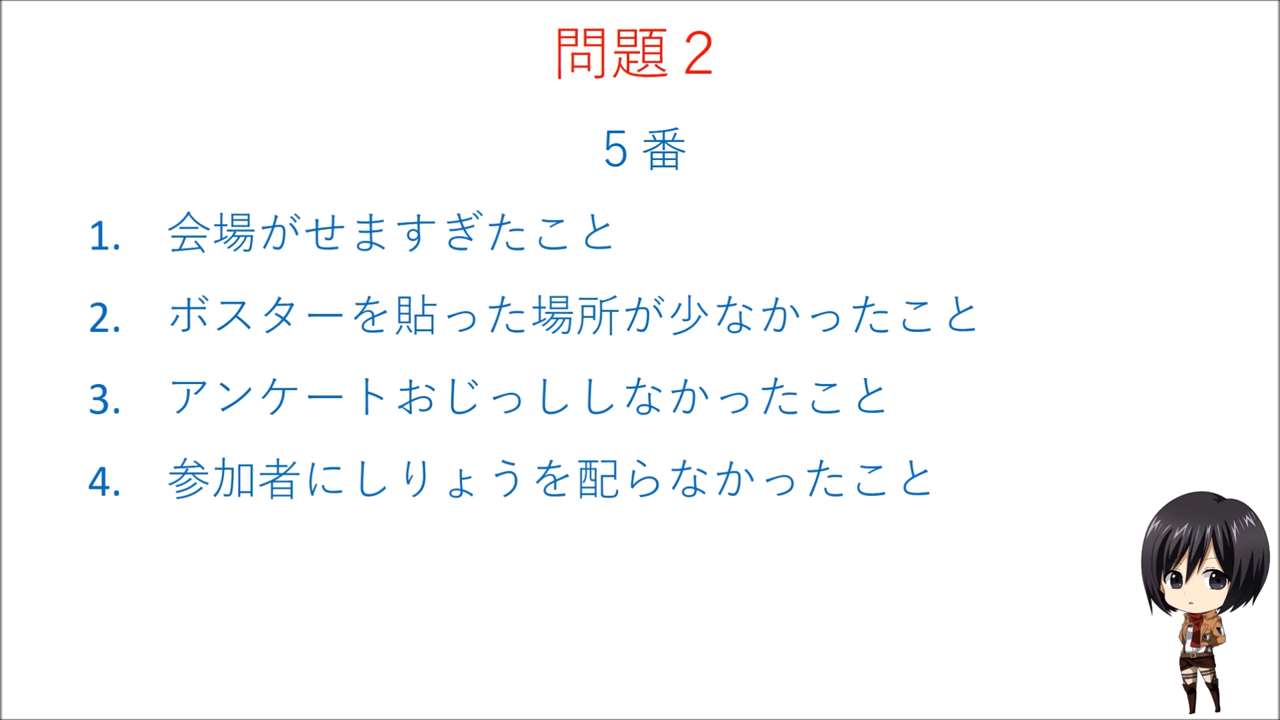 問題２
５番
1. 会場がせますぎたこと
2. ボスターを貼った場所が少なかったこと
3. アンケートおじっししなかったこと
4. 参加者にしりょうを配らなかったこと